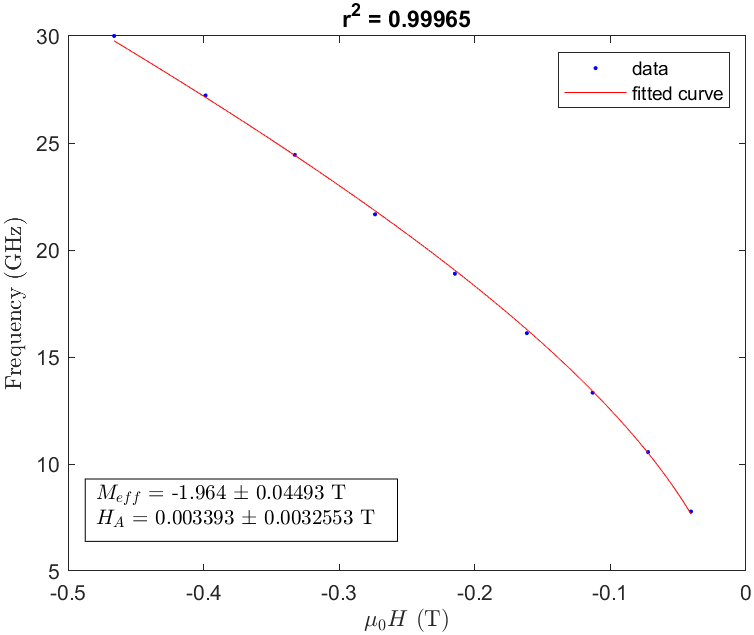 r² = 0.99965
30
25
20
15
10
5
Frequency (GHz)
data
fitted curve
M_eff = -1.964 ± 0.04493 T
H_A = 0.003393 ± 0.0032553 T
-0.5 -0.4 -0.3 -0.2 -0.1 0
μ₀H (T)